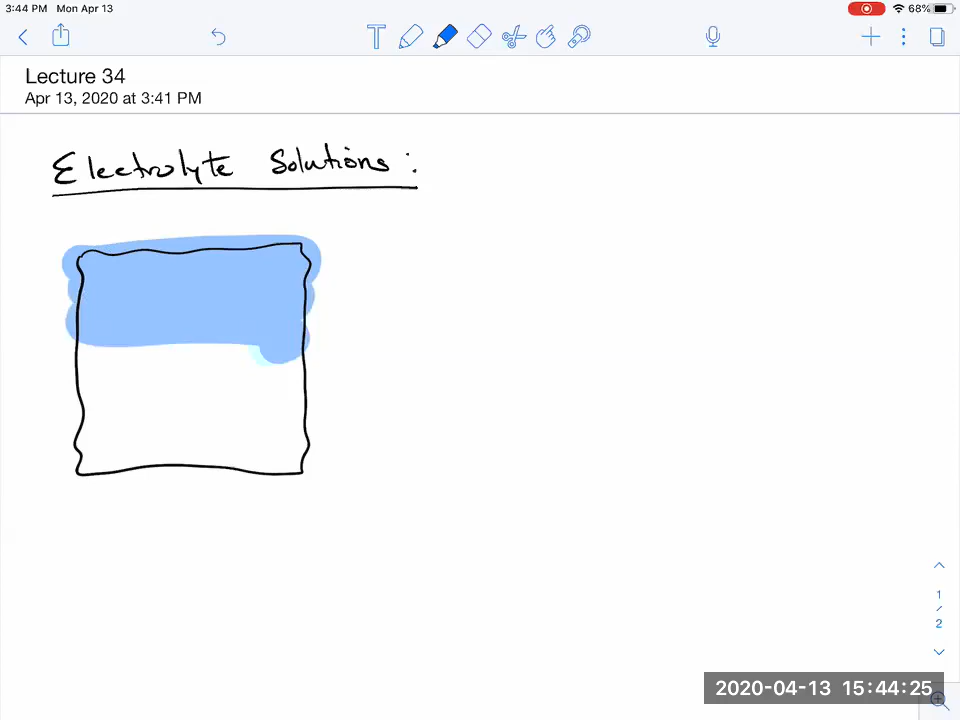 3:44 PM Mon Apr 13
68%
T
Lecture 34
Apr 13, 2020 at 3:41 PM
Electrolyte Solutions:
1
/
2
2020-04-13 15:44:25